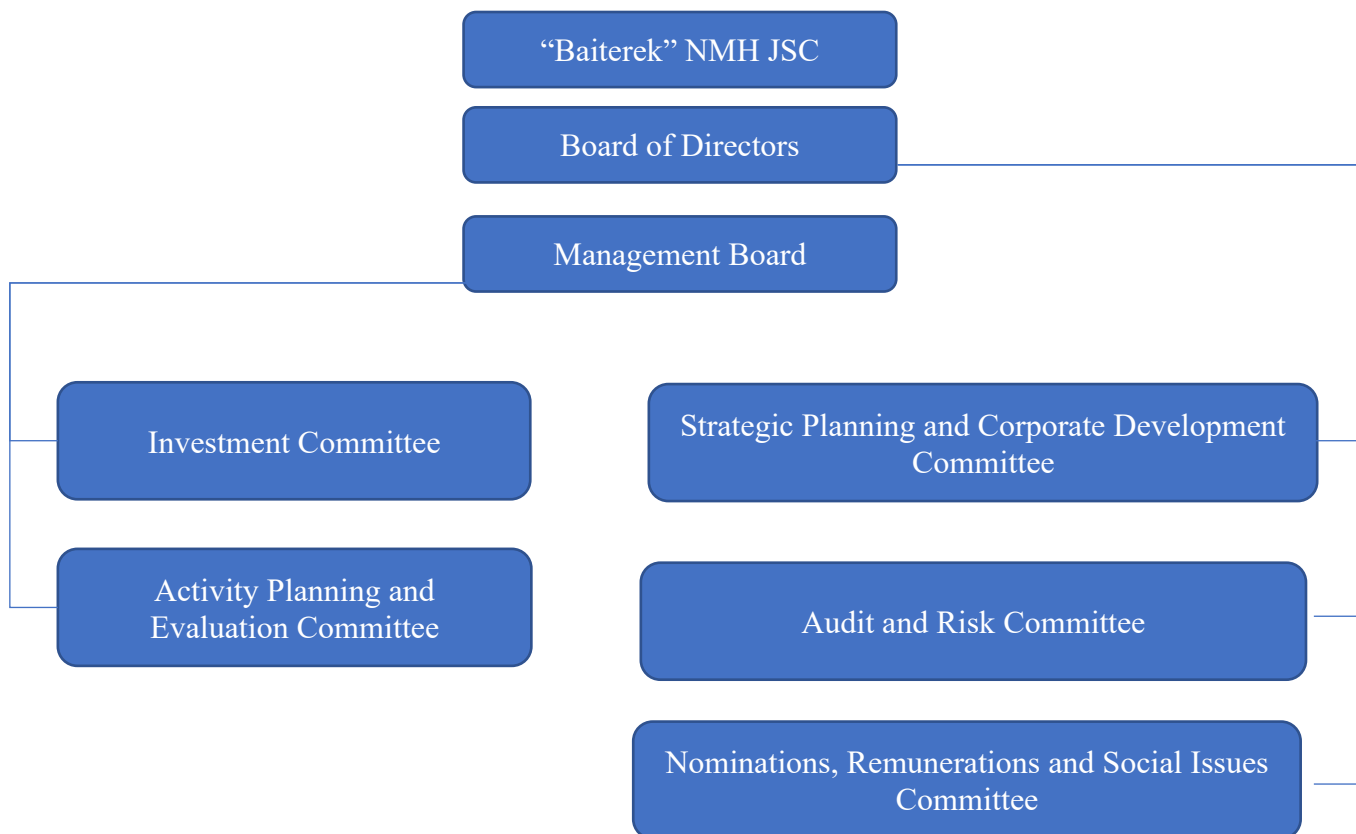 “Baiterek” NMH JSC
Board of Directors
Management Board
Investment Committee
Activity Planning and
Evaluation Committee
Strategic Planning and Corporate Development
Committee
Audit and Risk Committee
Nominations, Remunerations and Social Issues
Committee